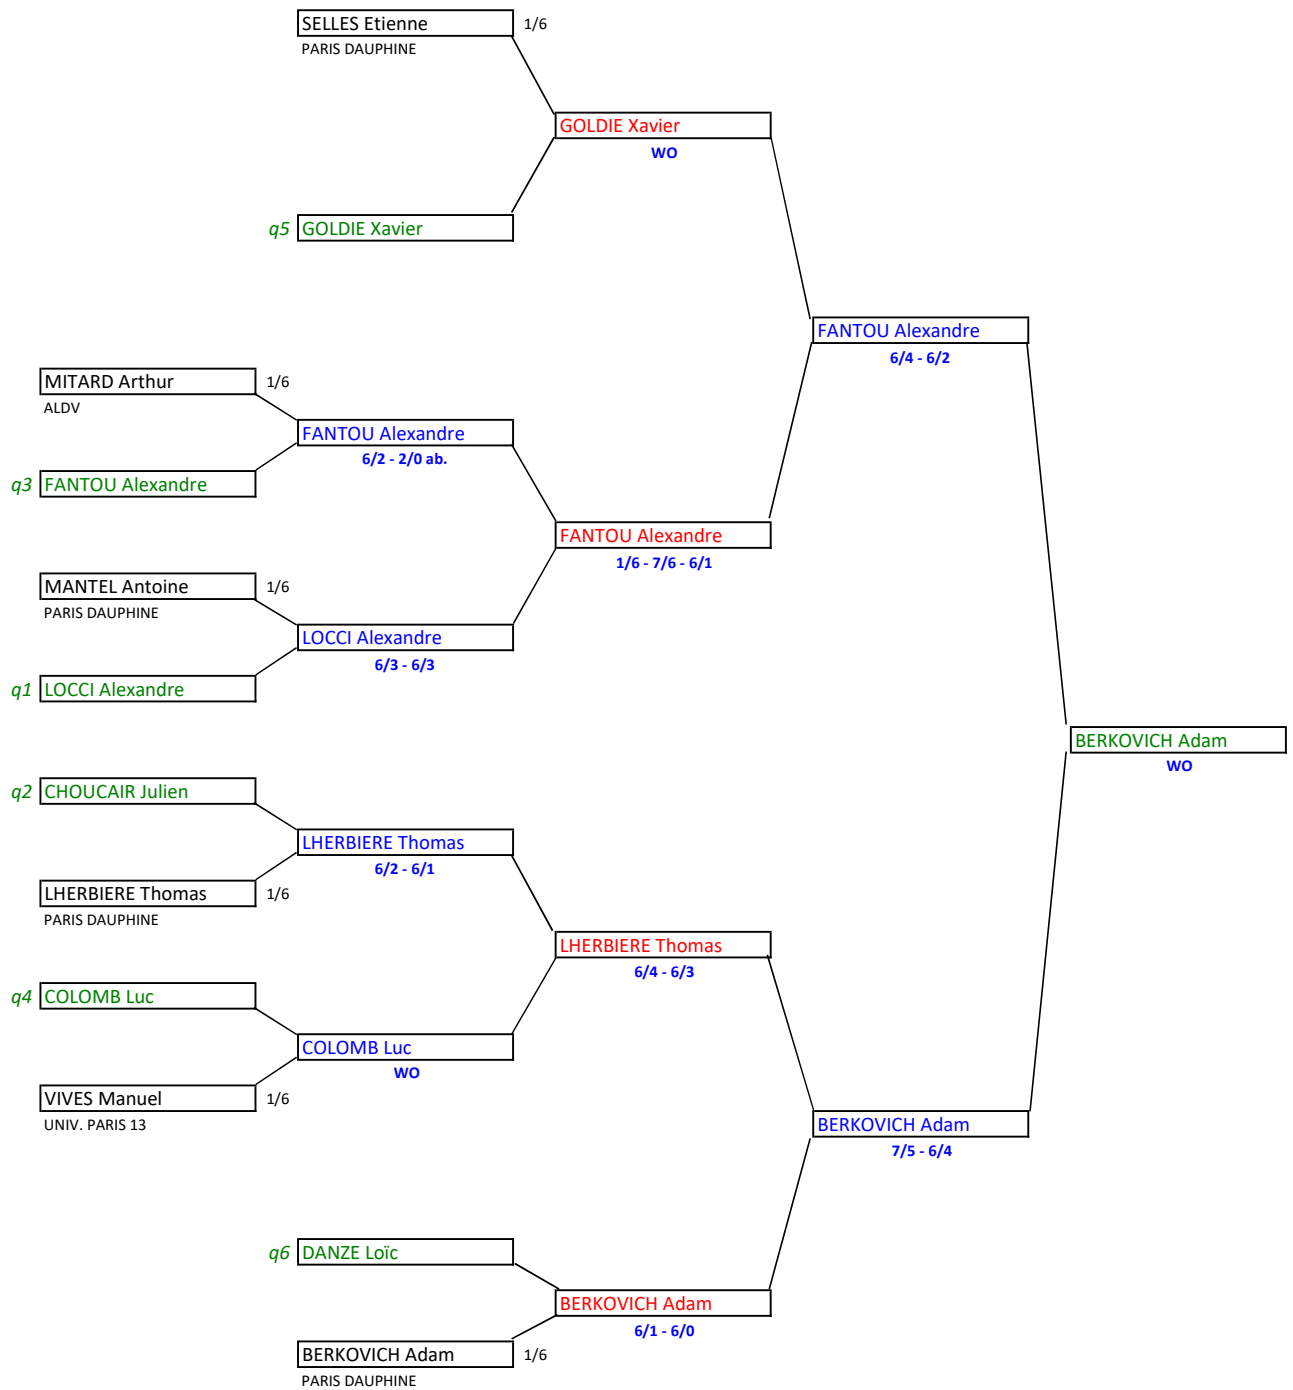 SELLES Etienne 1/6
PARIS DAUPHINE
GOLDIE Xavier
WO
q5 GOLDIE Xavier
FANTOU Alexandre
6/4 - 6/2
MITARD Arthur 1/6
ALDV
FANTOU Alexandre
6/2 - 2/0 ab.
q3 FANTOU Alexandre
FANTOU Alexandre
1/6 - 7/6 - 6/1
MANTEL Antoine 1/6
PARIS DAUPHINE
LOCCI Alexandre
6/3 - 6/3
q1 LOCCI Alexandre
BERKOVICH Adam
WO
q2 CHOUCAIR Julien
LHERBIERE Thomas
6/2 - 6/1
LHERBIERE Thomas 1/6
PARIS DAUPHINE
LHERBIERE Thomas
6/4 - 6/3
q4 COLOMB Luc
COLOMB Luc
WO
VIVES Manuel 1/6
UNIV. PARIS 13
BERKOVICH Adam
7/5 - 6/4
q6 DANZE Loïc
BERKOVICH Adam
6/1 - 6/0
BERKOVICH Adam 1/6
PARIS DAUPHINE